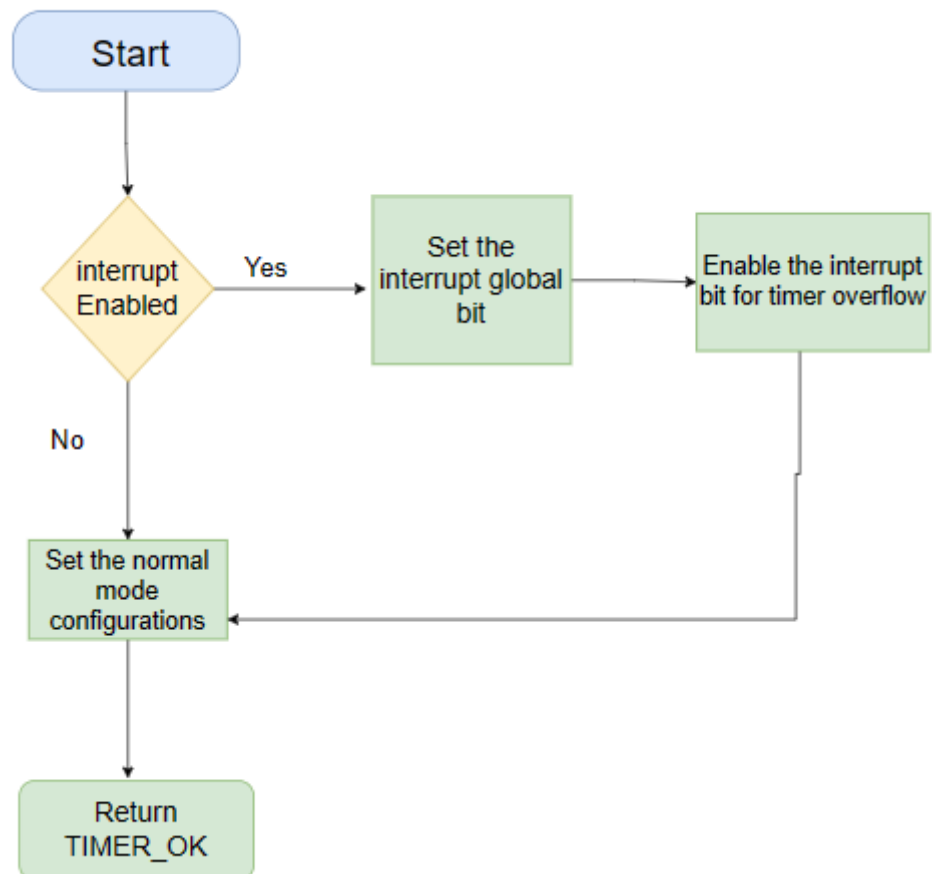 Start
interrupt
Enabled
Yes
Set the
interrupt global
bit
Enable the interrupt
bit for timer overflow
No
Set the normal
mode
configurations
Return
TIMER_OK